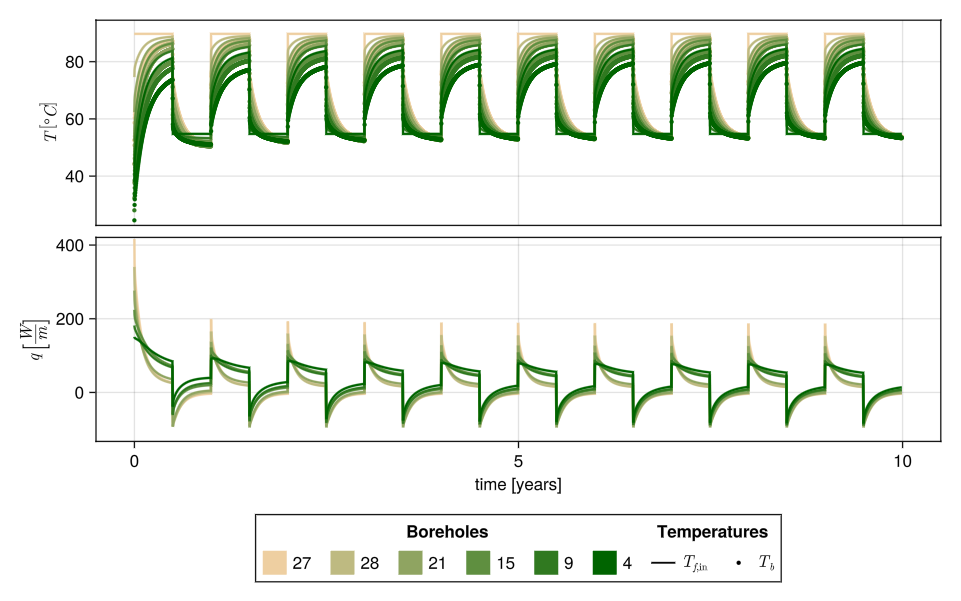 T [°C]
80
60
40
q [W/m]
400
200
0
0 5 10
time [years]
Boreholes Temperatures
27 28 21 15 9 4 T_{f,in} T_b